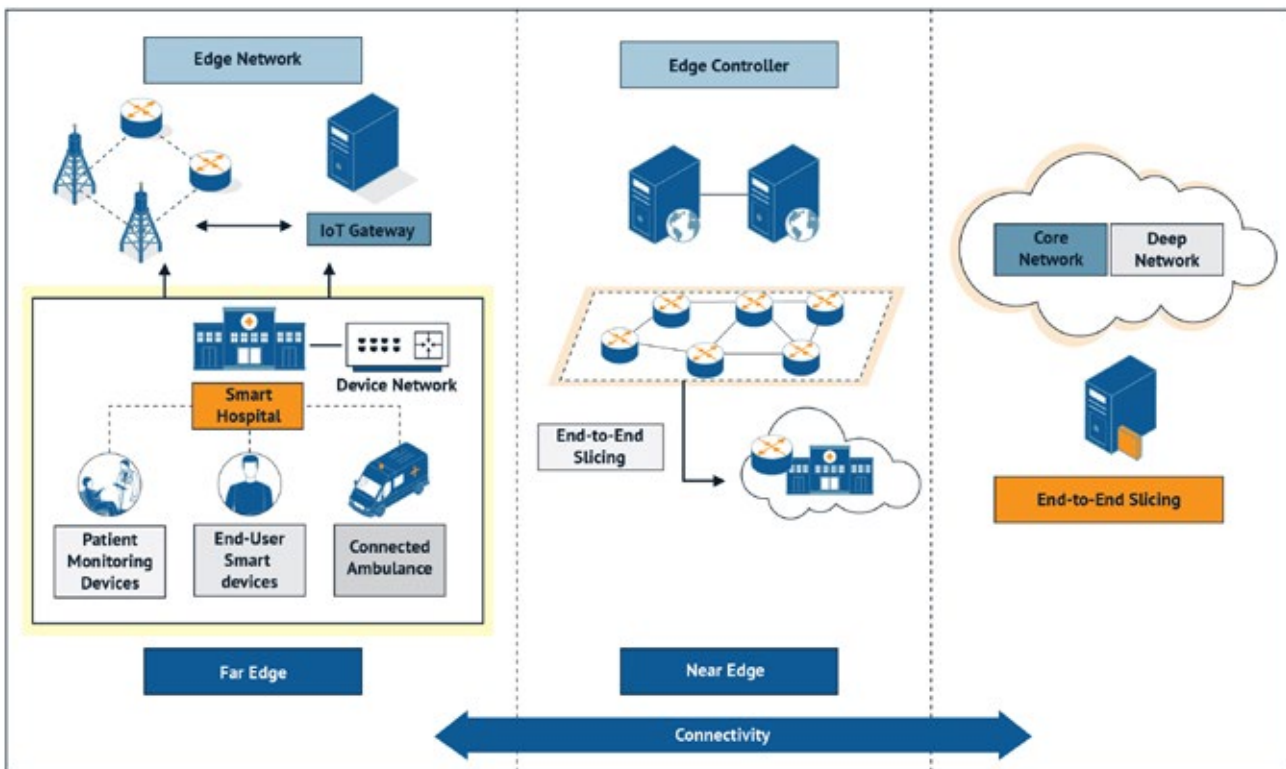 Edge Network
IoT Gateway
Device Network
Smart
Hospital
Patient
Monitoring
Devices
End-User
Smart
devices
Connected
Ambulance
Far Edge
Edge Controller
End-to-End
Slicing
Near Edge
Core
Network
Deep
Network
End-to-End Slicing
Connectivity